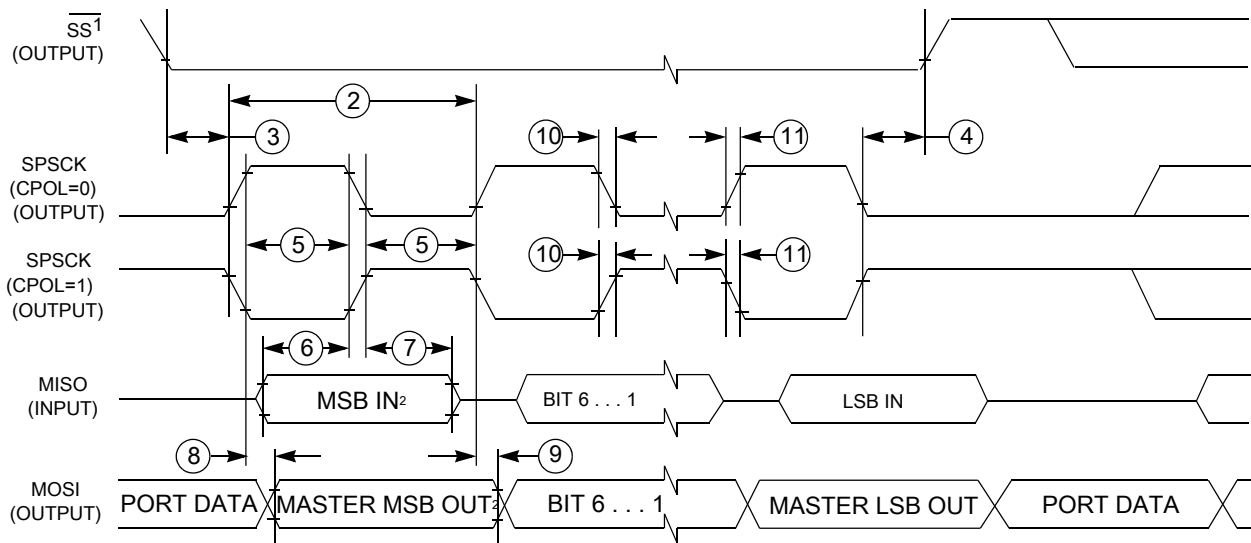 SS¹
(OUTPUT)
2
3
10
11
4
SPSCK
(CPOL=0)
(OUTPUT)
5
5
SPSCK
(CPOL=1)
(OUTPUT)
10
11
6
7
MISO
(INPUT)
MSB IN²
BIT 6 . . . 1
LSB IN
8
9
MOSI
(OUTPUT)
PORT DATA
MASTER MSB OUT²
BIT 6 . . . 1
MASTER LSB OUT
PORT DATA